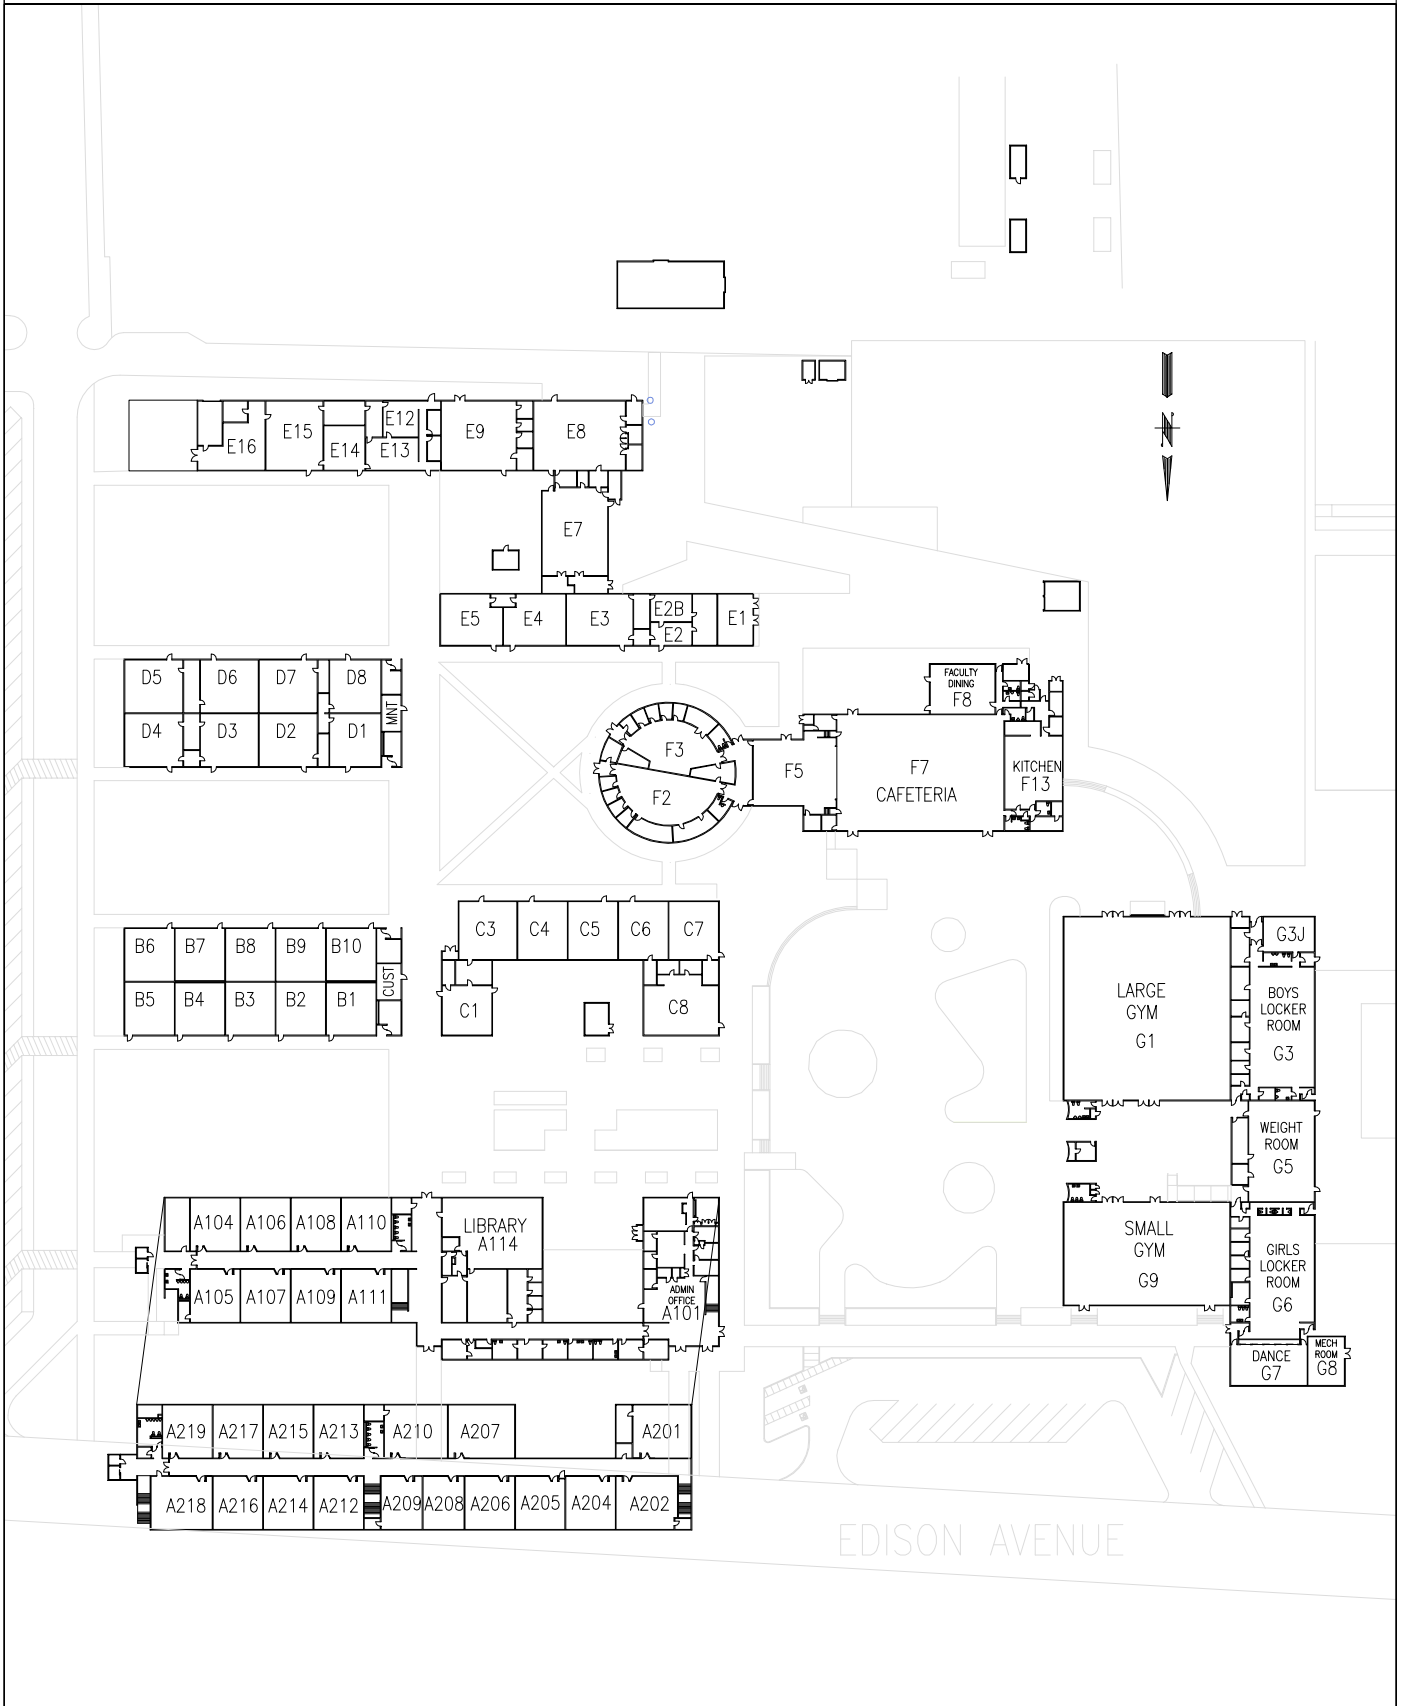 N
E16
E15
E14
E12
E13
E9
E8
E7
E5
E4
E3
E2B
E2
E1
D5
D6
D7
D8
D4
D3
D2
D1
MNT
FACULTY
DINING
F8
F3
F2
F5
F7
CAFETERIA
KITCHEN
F13
B6
B7
B8
B9
B10
B5
B4
B3
B2
B1
CUST
C3
C4
C5
C6
C7
C1
C8
G3J
LARGE
GYM
G1
BOYS
LOCKER
ROOM
G3
WEIGHT
ROOM
G5
SMALL
GYM
G9
GIRLS
LOCKER
ROOM
G6
DANCE
G7
MECH
ROOM
G8
A104
A106
A108
A110
LIBRARY
A114
A105
A107
A109
A111
ADMIN
OFFICE
A101
A219
A217
A215
A213
A210
A207
A201
A218
A216
A214
A212
A209
A208
A206
A205
A204
A202
EDISON AVENUE